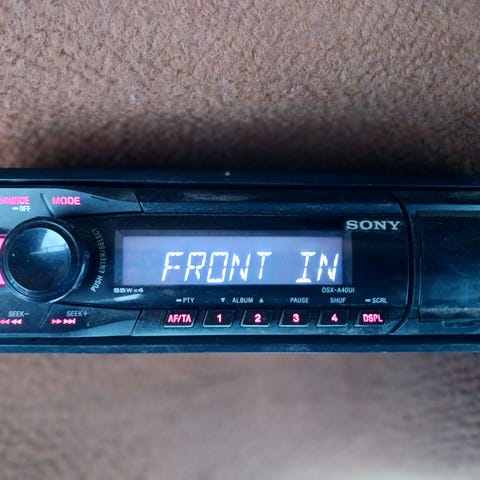 SOURCE MODE
OFF
SONY
PUSH ENTER/SELECT
FRONT IN
55W×4
DSX-A40UI
PTY ▼ ALBUM ▲ PAUSE SHUF SCRL
SEEK− SEEK+
AF/TA 1 2 3 4 DSPL